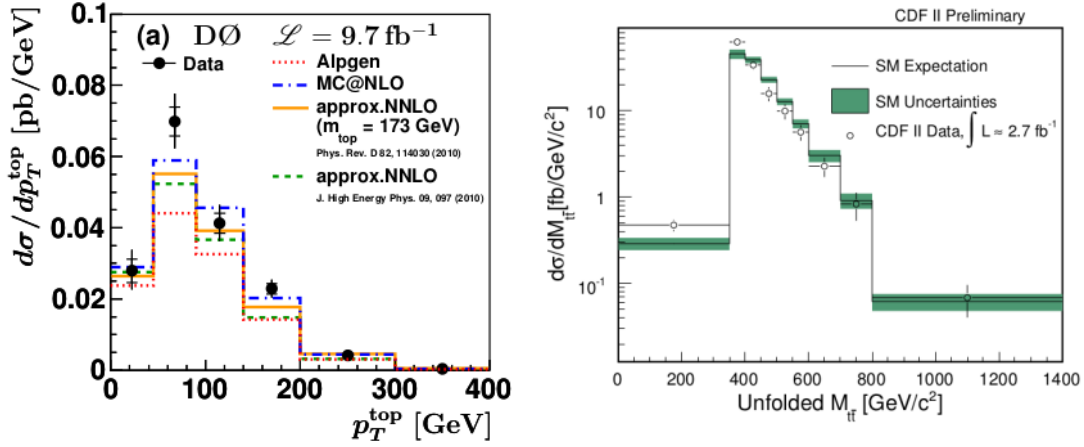 (a) DØ ℒ = 9.7 fb⁻¹
Data
Alpgen
MC@NLO
approx.NNLO
(m_top = 173 GeV)
Phys. Rev. D 82, 114030 (2010)
approx.NNLO
J. High Energy Phys. 09, 097 (2010)
dσ/dp_T^top [pb/GeV]
0.1
0.08
0.06
0.04
0.02
0
0 100 200 300 400
p_T^top [GeV]
CDF II Preliminary
SM Expectation
SM Uncertainties
CDF II Data, ∫ L ≈ 2.7 fb⁻¹
dσ/dM_tt̄[fb/GeV/c²]
10
1
10⁻¹
0 200 400 600 800 1000 1200 1400
Unfolded M_tt̄ [GeV/c²]